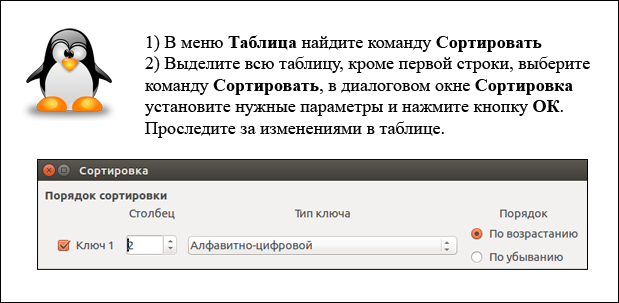 1) В меню Таблица найдите команду Сортировать
2) Выделите всю таблицу, кроме первой строки, выберите
команду Сортировать, в диалоговом окне Сортировка
установите нужные параметры и нажмите кнопку ОК.
Проследите за изменениями в таблице.
Сортировка
Порядок сортировки
Столбец Тип ключа Порядок
Ключ 1 2 Алфавитно-цифровой По возрастанию
По убыванию